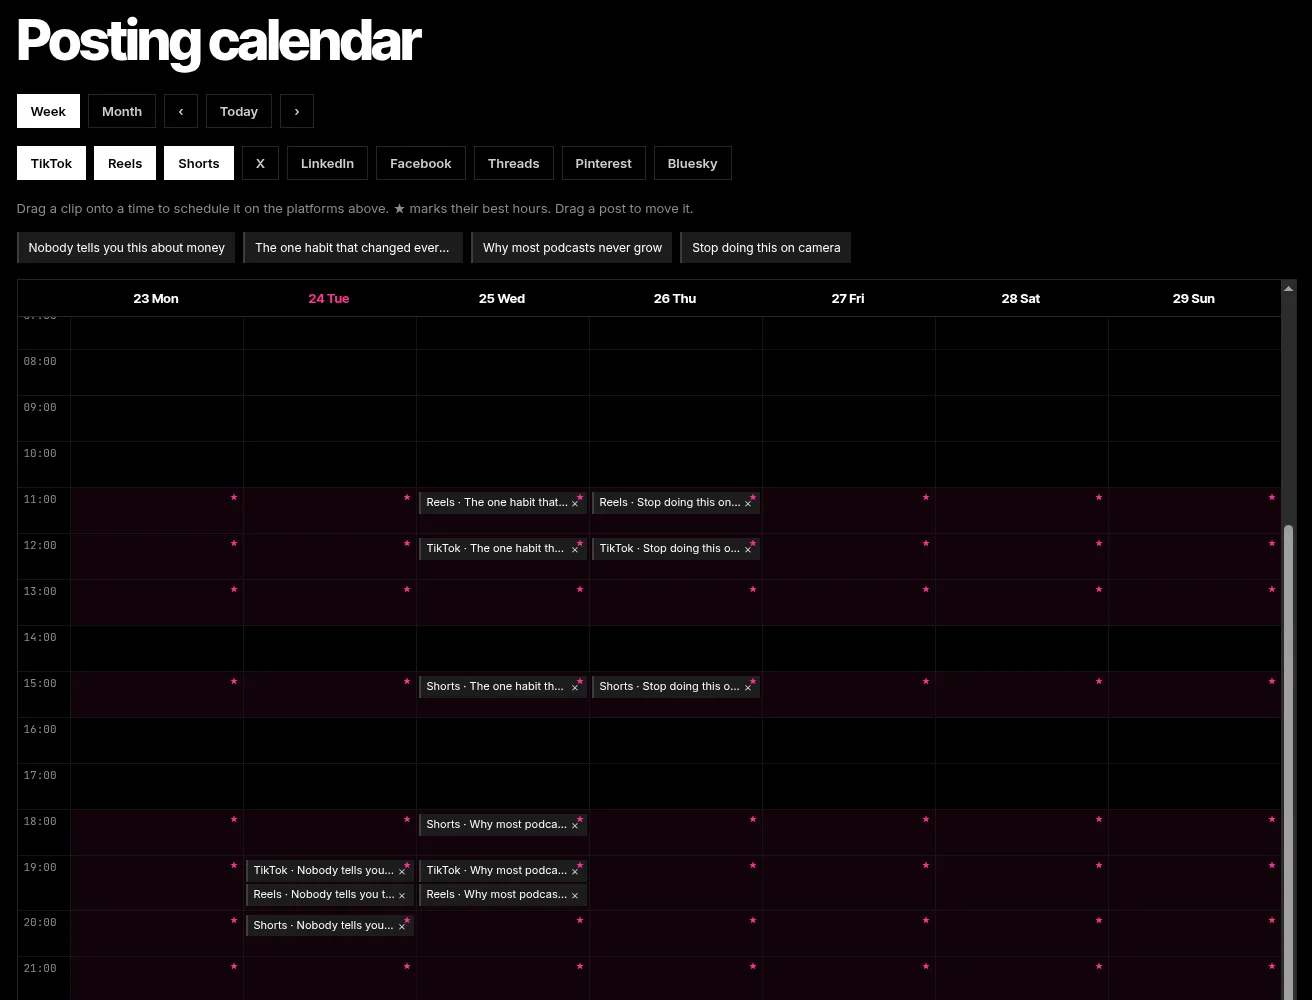 Posting calendar
Week Month ‹ Today ›
TikTok Reels Shorts X LinkedIn Facebook Threads Pinterest Bluesky
Drag a clip onto a time to schedule it on the platforms above. ★ marks their best hours. Drag a post to move it.
Nobody tells you this about money The one habit that changed ever... Why most podcasts never grow Stop doing this on camera
23 Mon 24 Tue 25 Wed 26 Thu 27 Fri 28 Sat 29 Sun
07:00
08:00
09:00
10:00
11:00 ★ ★ Reels · The one habit that... × ★ Reels · Stop doing this on... × ★ ★ ★ ★
12:00 ★ ★ TikTok · The one habit th... × ★ TikTok · Stop doing this o... × ★ ★ ★ ★
13:00 ★ ★ ★ ★ ★ ★ ★
14:00
15:00 ★ ★ Shorts · The one habit th... × ★ Shorts · Stop doing this o... × ★ ★ ★ ★
16:00
17:00
18:00 ★ ★ Shorts · Why most podca... × ★ ★ ★ ★ ★
19:00 ★ TikTok · Nobody tells you... × ★ TikTok · Why most podca... × ★ ★ ★ ★ ★
Reels · Nobody tells you t... × Reels · Why most podcas... ×
20:00 ★ Shorts · Nobody tells you... × ★ ★ ★ ★ ★ ★
21:00 ★ ★ ★ ★ ★ ★ ★